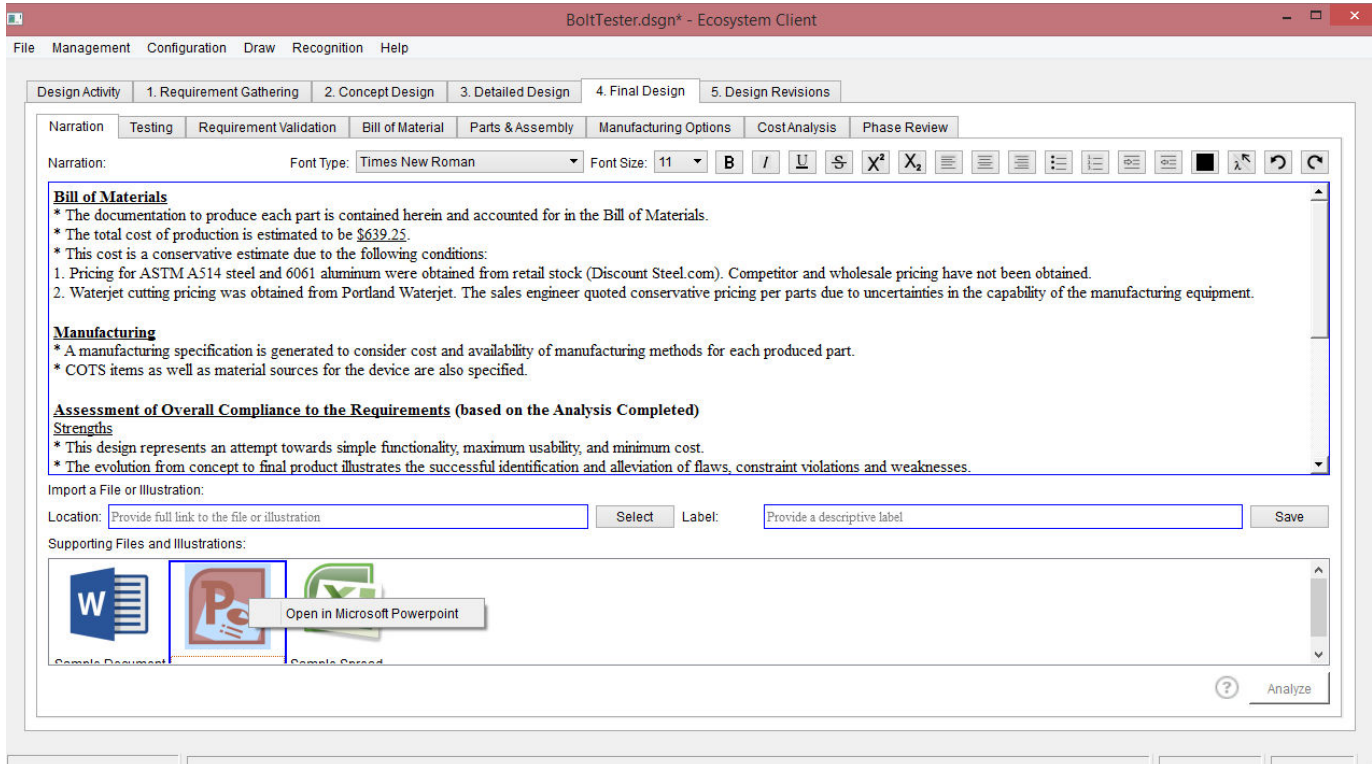 BoltTester.dsgn* - Ecosystem Client
File Management Configuration Draw Recognition Help
Design Activity 1. Requirement Gathering 2. Concept Design 3. Detailed Design 4. Final Design 5. Design Revisions
Narration Testing Requirement Validation Bill of Material Parts & Assembly Manufacturing Options Cost Analysis Phase Review
Narration: Font Type: Times New Roman Font Size: 11 B I U S X² X₂
Bill of Materials
* The documentation to produce each part is contained herein and accounted for in the Bill of Materials.
* The total cost of production is estimated to be $639.25.
* This cost is a conservative estimate due to the following conditions:
1. Pricing for ASTM A514 steel and 6061 aluminum were obtained from retail stock (Discount Steel.com). Competitor and wholesale pricing have not been obtained.
2. Waterjet cutting pricing was obtained from Portland Waterjet. The sales engineer quoted conservative pricing per parts due to uncertainties in the capability of the manufacturing equipment.
Manufacturing
* A manufacturing specification is generated to consider cost and availability of manufacturing methods for each produced part.
* COTS items as well as material sources for the device are also specified.
Assessment of Overall Compliance to the Requirements (based on the Analysis Completed)
Strengths
* This design represents an attempt towards simple functionality, maximum usability, and minimum cost.
* The evolution from concept to final product illustrates the successful identification and alleviation of flaws, constraint violations and weaknesses.
Import a File or Illustration:
Location: Provide full link to the file or illustration Select Label: Provide a descriptive label Save
Supporting Files and Illustrations:
W P
Open in Microsoft Powerpoint
Sample Document Sample Spread
? Analyze